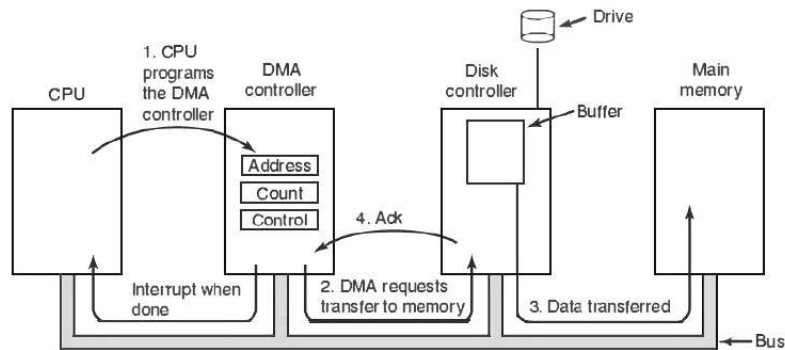 Drive
1. CPU
programs
the DMA
controller
DMA
controller
Disk
controller
Main
memory
CPU
Buffer
Address
Count
Control
4. Ack
Interrupt when
done
2. DMA requests
transfer to memory
3. Data transferred
Bus